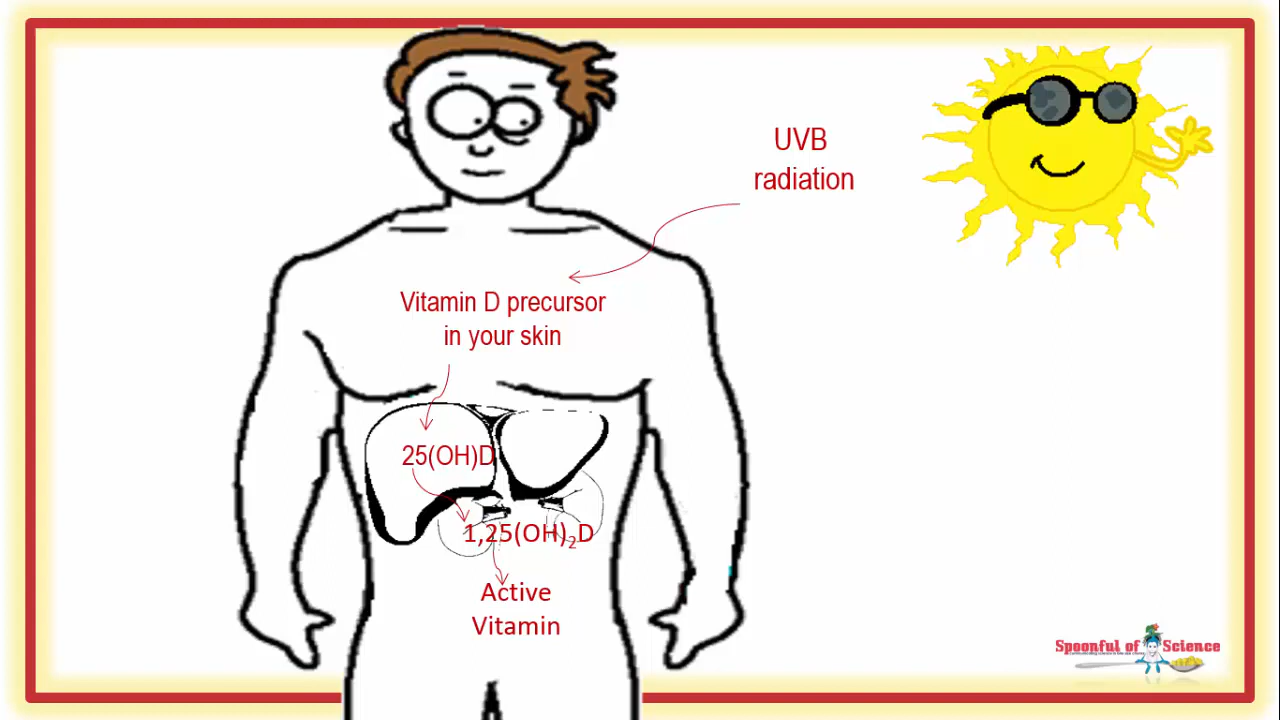 UVB
radiation
Vitamin D precursor
in your skin
25(OH)D
1,25(OH)₂D
Active
Vitamin
Spoonful of Science